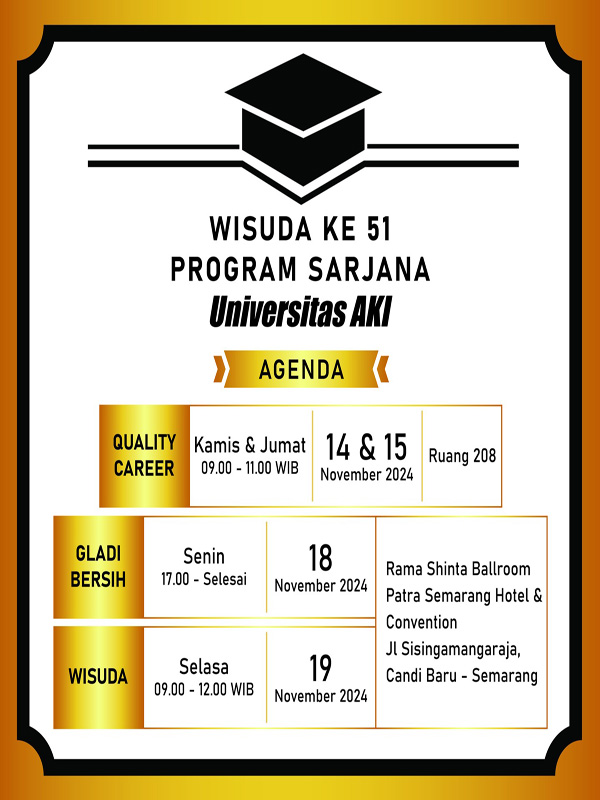 WISUDA KE 51
PROGRAM SARJANA
Universitas AKI
AGENDA
QUALITY
CAREER
Kamis & Jumat
09.00 - 11.00 WIB
14 & 15
November 2024
Ruang 208
GLADI
BERSIH
Senin
17.00 - Selesai
18
November 2024
WISUDA
Selasa
09.00 - 12.00 WIB
19
November 2024
Rama Shinta Ballroom
Patra Semarang Hotel &
Convention
Jl Sisingamangaraja,
Candi Baru - Semarang